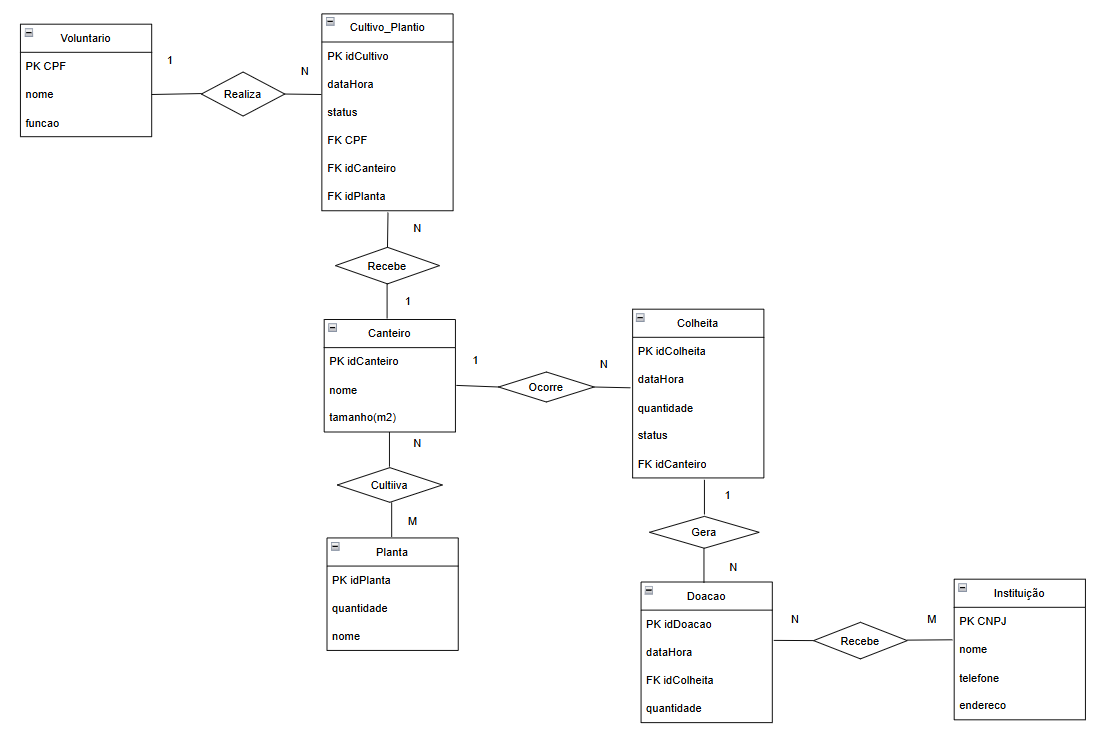 Voluntario
PK CPF
nome
funcao
1
Realiza
N
Cultivo_Plantio
PK idCultivo
dataHora
status
FK CPF
FK idCanteiro
FK idPlanta
N
Recebe
1
Canteiro
PK idCanteiro
nome
tamanho(m2)
1
Ocorre
N
Colheita
PK idColheita
dataHora
quantidade
status
FK idCanteiro
N
Cultiiva
M
Planta
PK idPlanta
quantidade
nome
1
Gera
N
Doacao
PK idDoacao
dataHora
FK idColheita
quantidade
N
Recebe
M
Instituição
PK CNPJ
nome
telefone
endereco